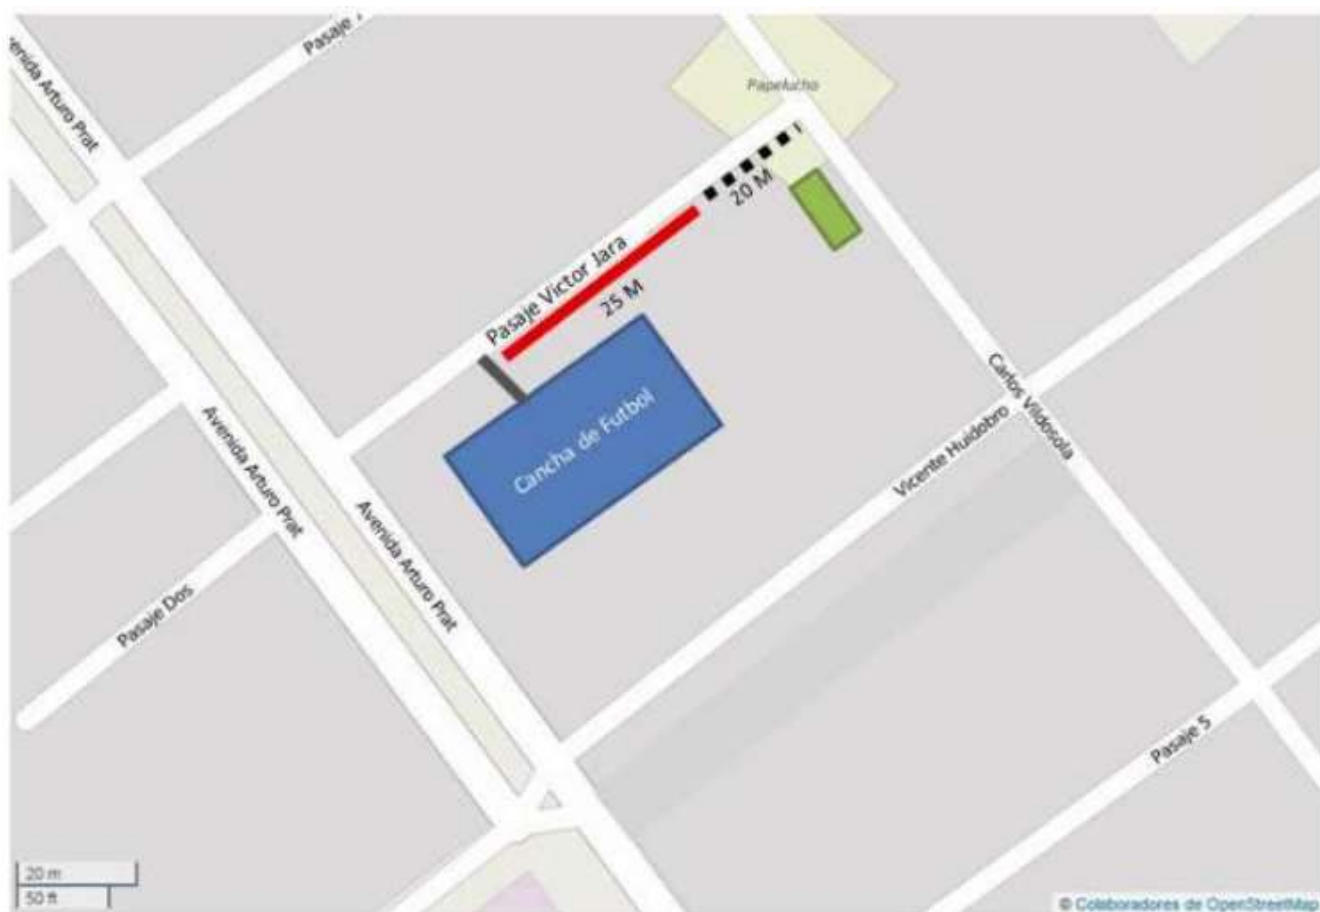 Pasaje
Avenida Arturo Prat
Papelucho
20 M
Pasaje Victor Jara
25 M
Cancha de Futbol
Carlos Vildosola
Vicente Huidobro
Avenida Arturo Prat
Avenida Arturo Prat
Pasaje Dos
Pasaje 5
20 m
50 ft
© Colaboradores de OpenStreetMap